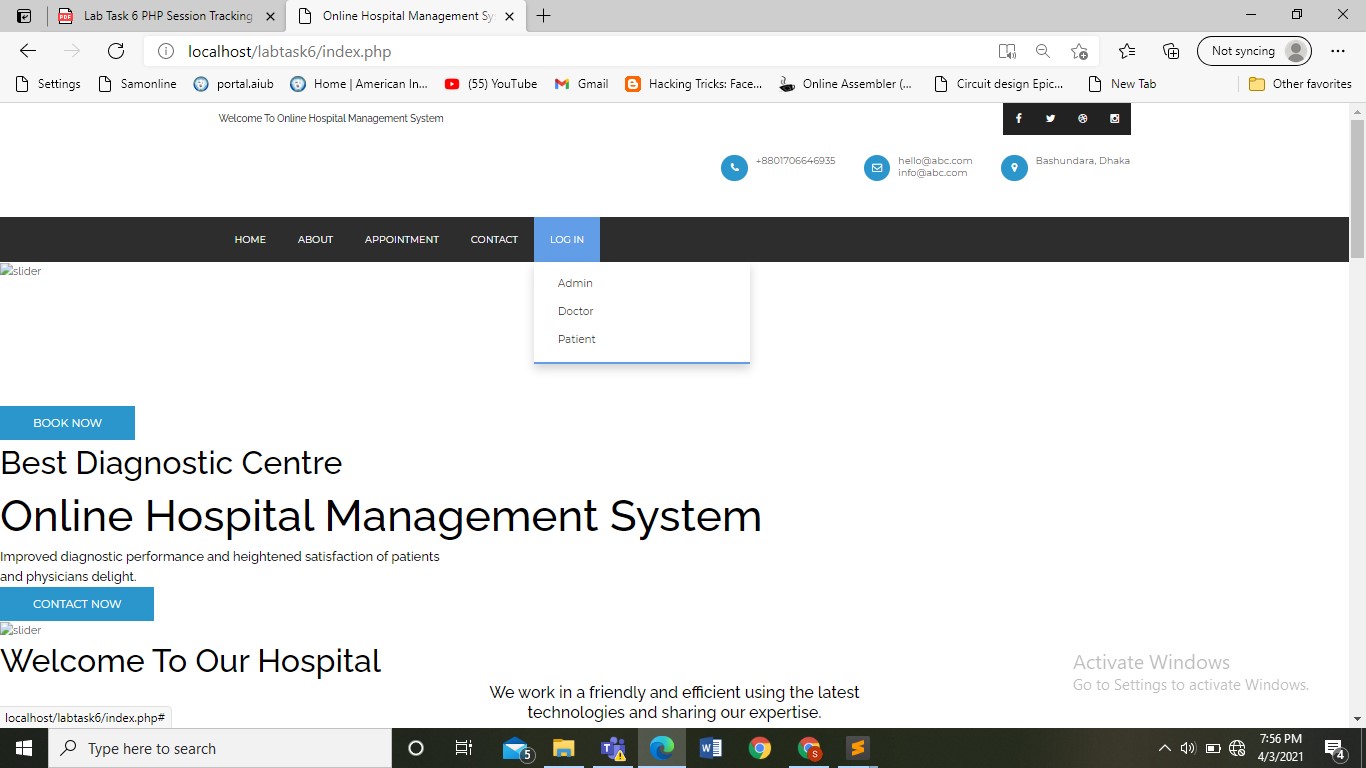 Lab Task 6 PHP Session Tracking
Online Hospital Management Sy
localhost/labtask6/index.php
Not syncing
Settings
Samonline
portal.aiub
Home | American In...
(55) YouTube
Gmail
Hacking Tricks: Face...
Online Assembler (...
Circuit design Epic...
New Tab
Other favorites
Welcome To Online Hospital Management System
+8801706646935
hello@abc.com
info@abc.com
Bashundara, Dhaka
HOME
ABOUT
APPOINTMENT
CONTACT
LOG IN
slider
Admin
Doctor
Patient
BOOK NOW
Best Diagnostic Centre
Online Hospital Management System
Improved diagnostic performance and heightened satisfaction of patients
and physicians delight.
CONTACT NOW
slider
Welcome To Our Hospital
We work in a friendly and efficient using the latest
technologies and sharing our expertise.
Activate Windows
Go to Settings to activate Windows.
localhost/labtask6/index.php#
Type here to search
5
7:56 PM
4/3/2021
4